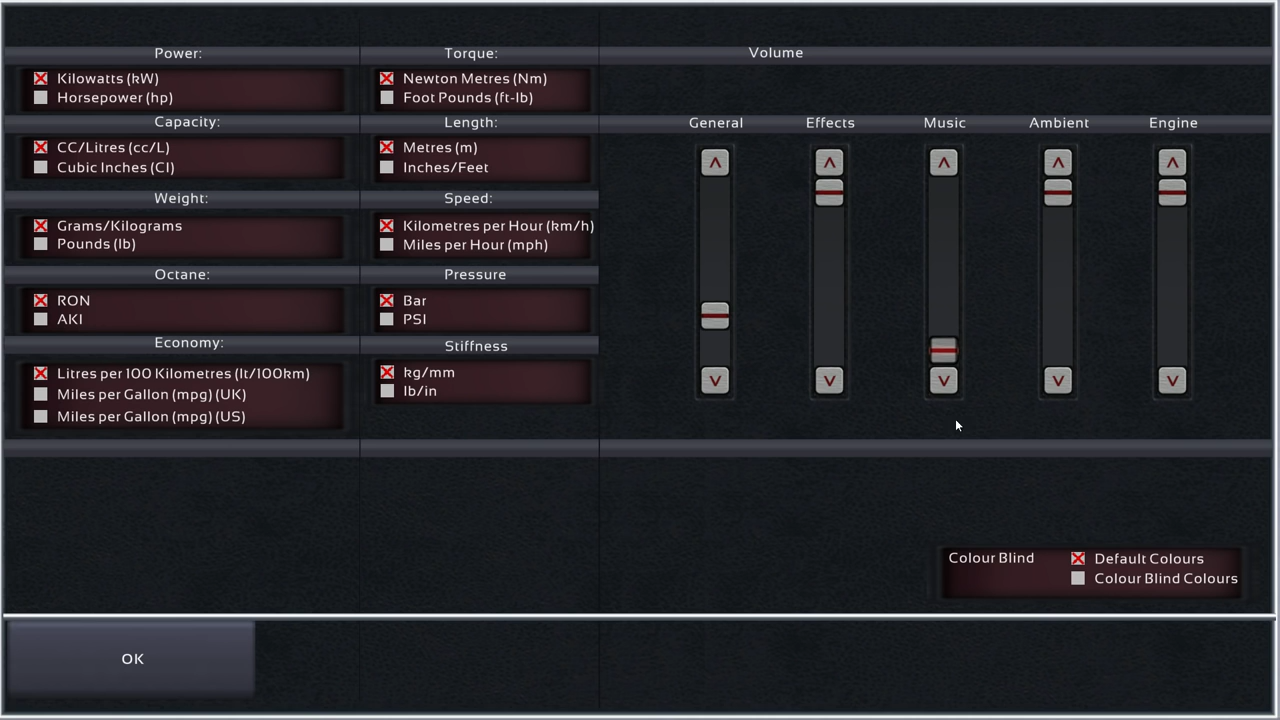 Power:
Kilowatts (kW)
Horsepower (hp)
Capacity:
CC/Litres (cc/L)
Cubic Inches (CI)
Weight:
Grams/Kilograms
Pounds (lb)
Octane:
RON
AKI
Economy:
Litres per 100 Kilometres (lt/100km)
Miles per Gallon (mpg) (UK)
Miles per Gallon (mpg) (US)
Torque:
Newton Metres (Nm)
Foot Pounds (ft-lb)
Length:
Metres (m)
Inches/Feet
Speed:
Kilometres per Hour (km/h)
Miles per Hour (mph)
Pressure
Bar
PSI
Stiffness
kg/mm
lb/in
Volume
General Effects Music Ambient Engine
Colour Blind
Default Colours
Colour Blind Colours
OK